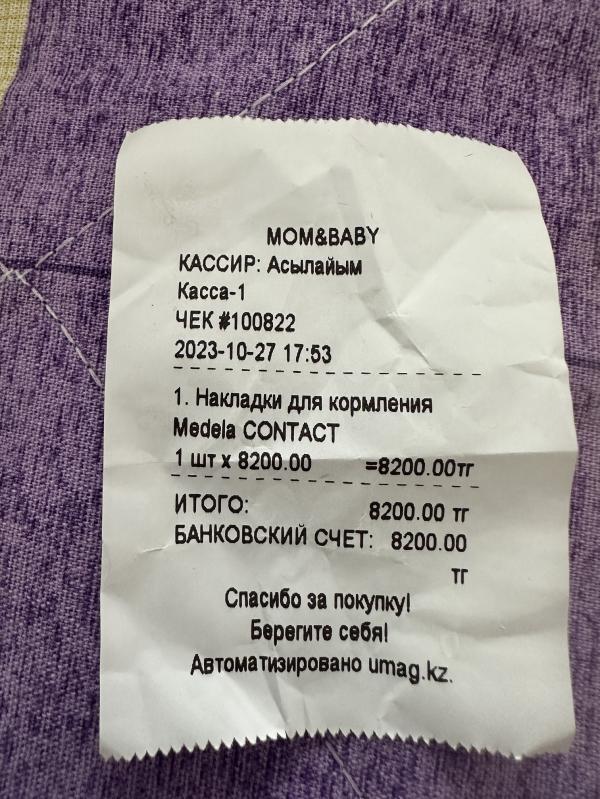 MOM&BABY
КАССИР: Асылайым
Касса-1
ЧЕК #100822
2023-10-27 17:53
1. Накладки для кормления
Medela CONTACT
1 шт x 8200.00 =8200.00тг
ИТОГО: 8200.00 тг
БАНКОВСКИЙ СЧЕТ: 8200.00
тг
Спасибо за покупку!
Берегите себя!
Автоматизировано umag.kz.